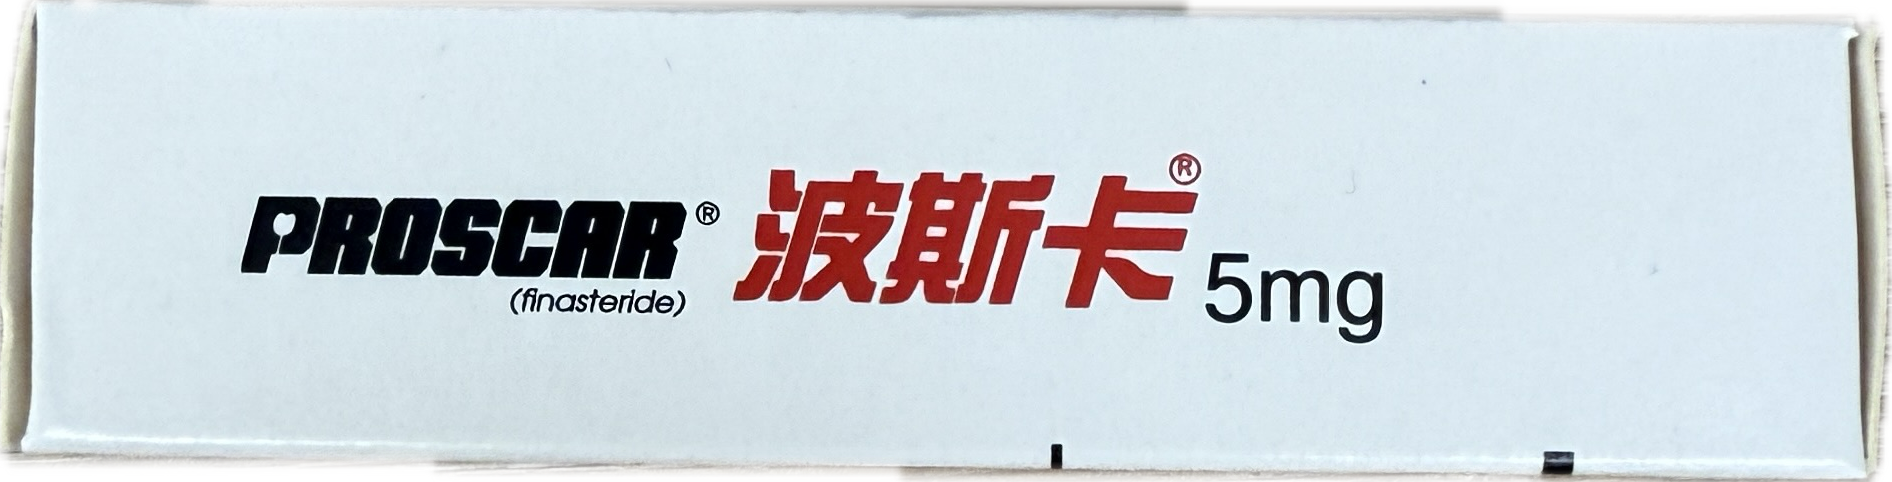 PROSCAR® 波斯卡® 5mg
(finasteride)